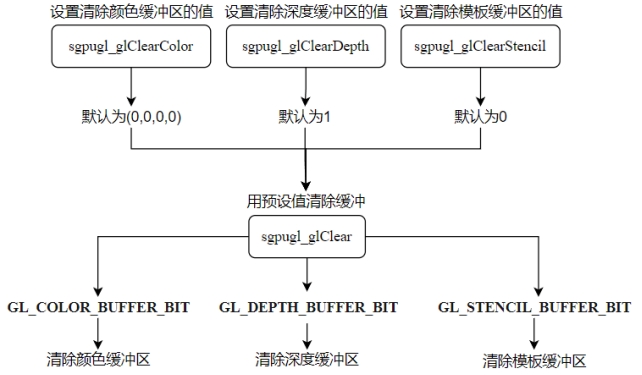 设置清除颜色缓冲区的值 设置清除深度缓冲区的值 设置清除模板缓冲区的值
sgpugl_glClearColor sgpugl_glClearDepth sgpugl_glClearStencil
默认为(0,0,0,0) 默认为1 默认为0
用预设值清除缓冲
sgpugl_glClear
GL_COLOR_BUFFER_BIT GL_DEPTH_BUFFER_BIT GL_STENCIL_BUFFER_BIT
清除颜色缓冲区 清除深度缓冲区 清除模板缓冲区